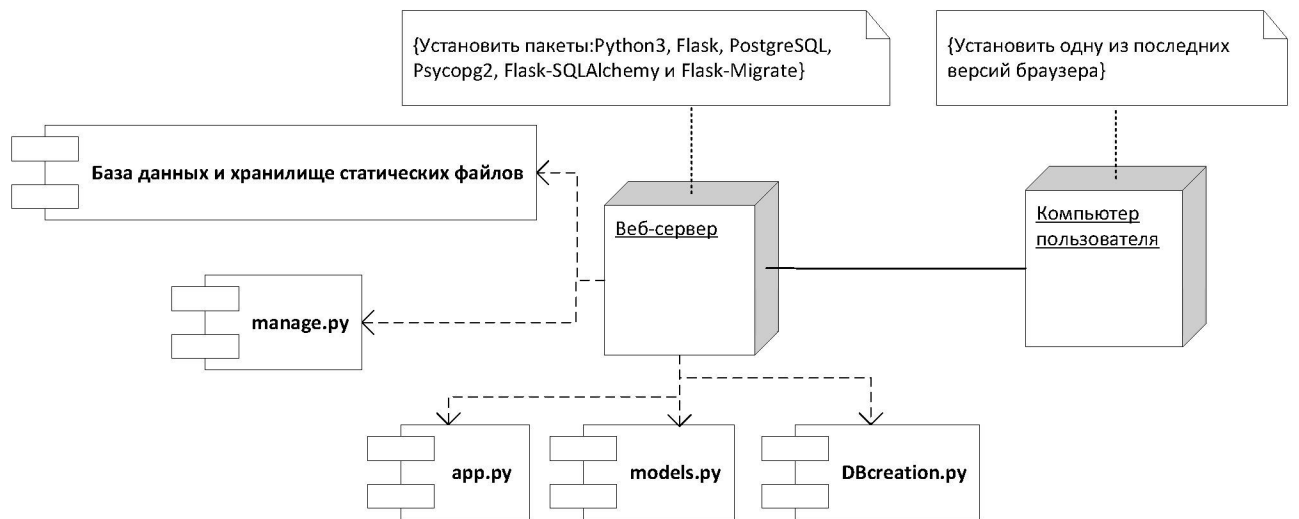 {Установить пакеты:Python3, Flask, PostgreSQL,
Psycopg2, Flask-SQLAlchemy и Flask-Migrate}
{Установить одну из последних
версий браузера}
База данных и хранилище статических файлов
Веб-сервер
Компьютер
пользователя
manage.py
app.py
models.py
DBcreation.py